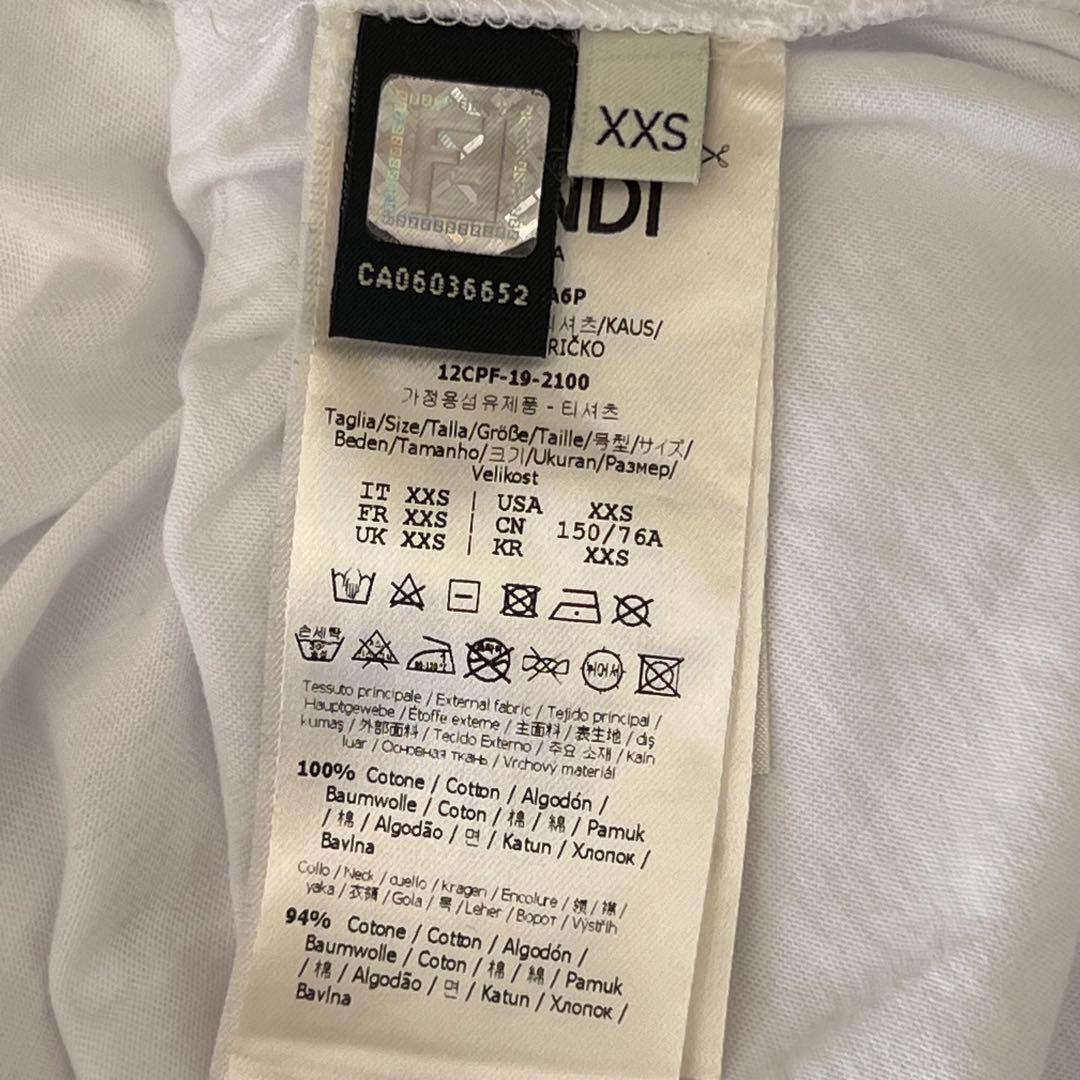 XXS
NDI
A
CA06036652
A6P
셔츠/KAUS/
RIČKO
12CPF-19-2100
가정용섬유제품 - 티셔츠
Taglia/Size/Talla/Größe/Taille/号型/サイズ/
Beden/Tamanho/크기/Ukuran/Размер/
Velikost
IT XXS | USA XXS
FR XXS | CN 150/76A
UK XXS | KR XXS
손세탁
Tessuto principale / External fabric / Tejido principal /
Hauptgewebe / Étoffe externe / 主面料 / 表生地 / dış
kumaş / 外部面料 / Tecido Externo / 주요 소재 / Kain
luar / Основная ткань / Vrchový materiál
100% Cotone / Cotton / Algodón /
Baumwolle / Coton / 棉 / 綿 / Pamuk
/ 棉 / Algodão / 면 / Katun / Хлопок /
Bavlna
Collo / Neck / cuello / Kragen / Encolure / 领 / 襟 /
yaka / 衣領 / Gola / 목 / Leher / Ворот / Výstřih
94% Cotone / Cotton / Algodón /
Baumwolle / Coton / 棉 / 綿 / Pamuk
/ 棉 / Algodão / 면 / Katun / Хлопок /
Bavlna